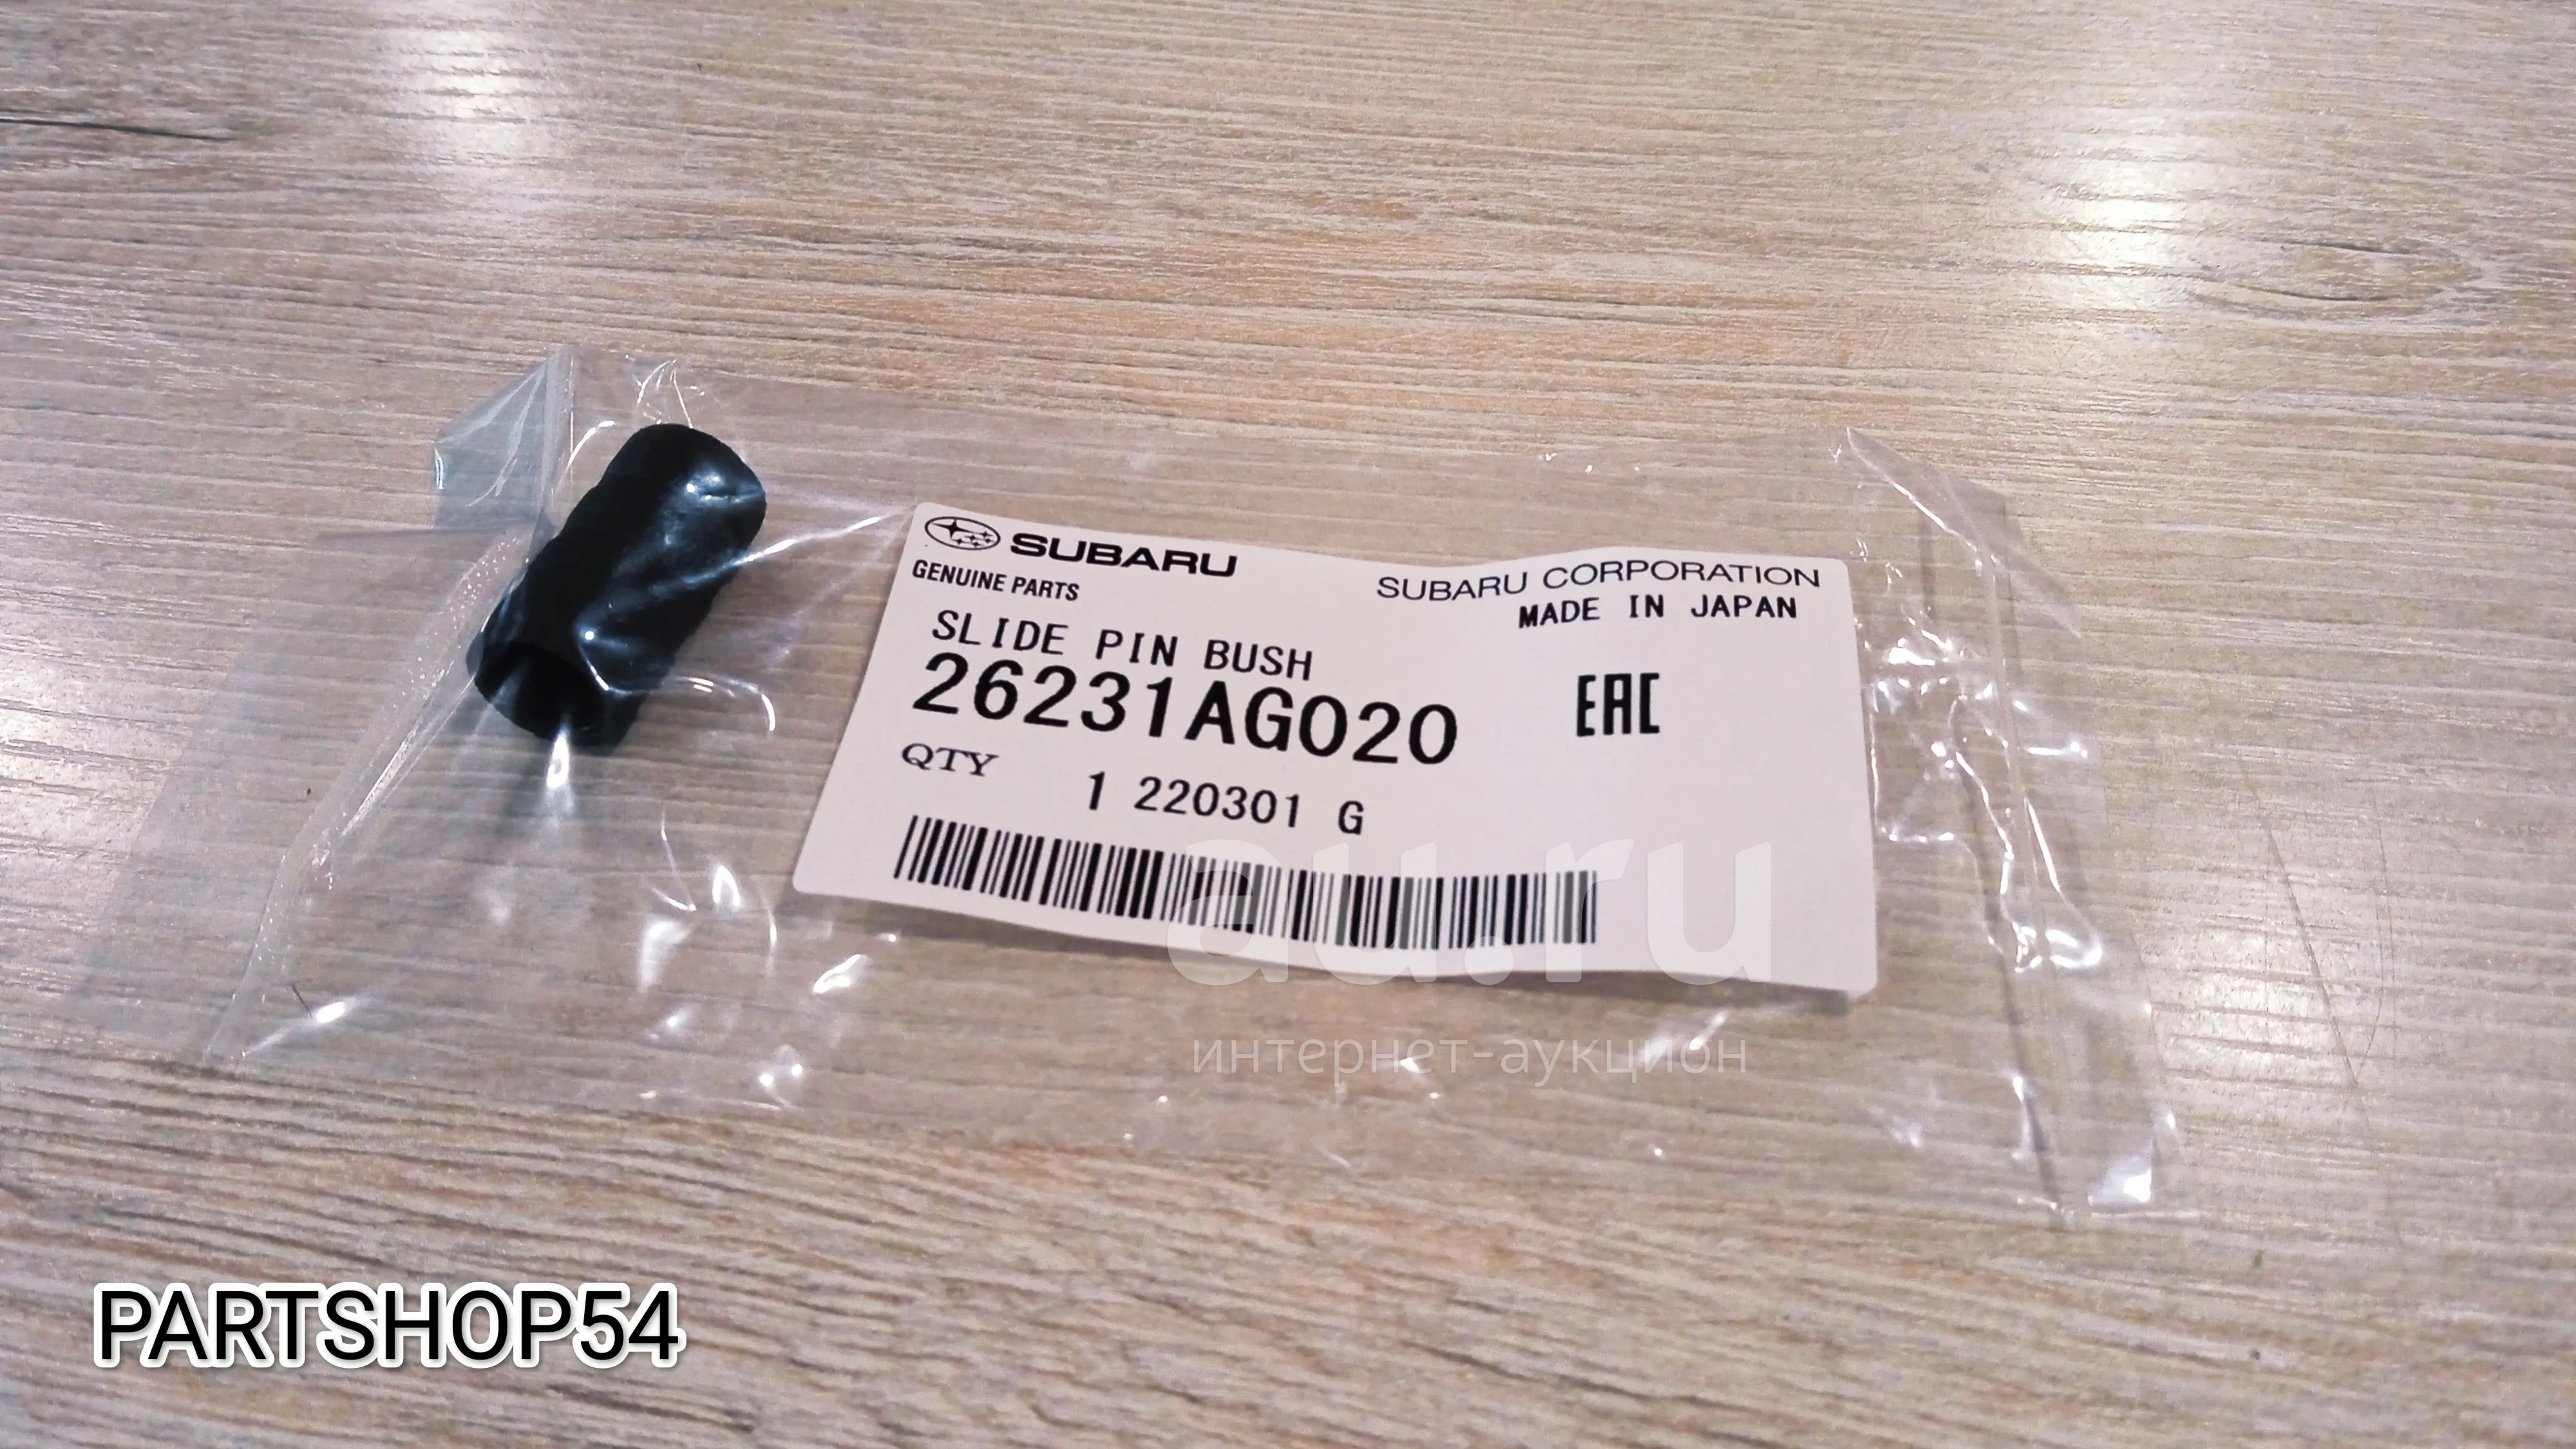 SUBARU
GENUINE PARTS
SUBARU CORPORATION
MADE IN JAPAN
SLIDE PIN BUSH
26231AG020
EAC
QTY
1 220301 G
au.ru
интернет-аукцион
PARTSHOP54